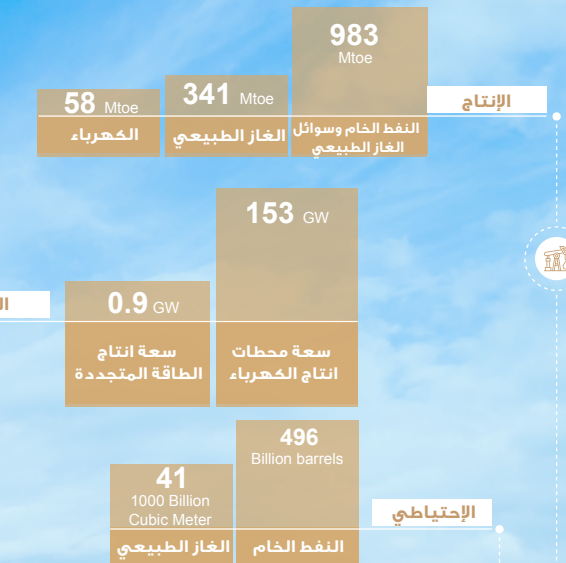 الإنتاج
983
Mtoe
النفط الخام وسوائل
الغاز الطبيعي
341 Mtoe
الغاز الطبيعي
58 Mtoe
الكهرباء
153 GW
سعة محطات
انتاج الكهرباء
0.9 GW
سعة انتاج
الطاقة المتجددة
الإحتياطي
496
Billion barrels
النفط الخام
41
1000 Billion
Cubic Meter
الغاز الطبيعي